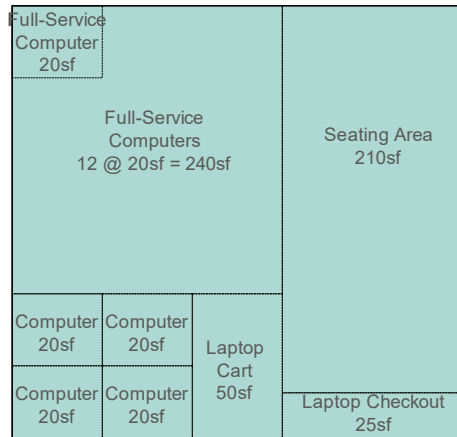 Full-Service
Computer
20sf
Full-Service
Computers
12 @ 20sf = 240sf
Seating Area
210sf
Computer
20sf
Computer
20sf
Laptop
Cart
50sf
Computer
20sf
Computer
20sf
Laptop Checkout
25sf